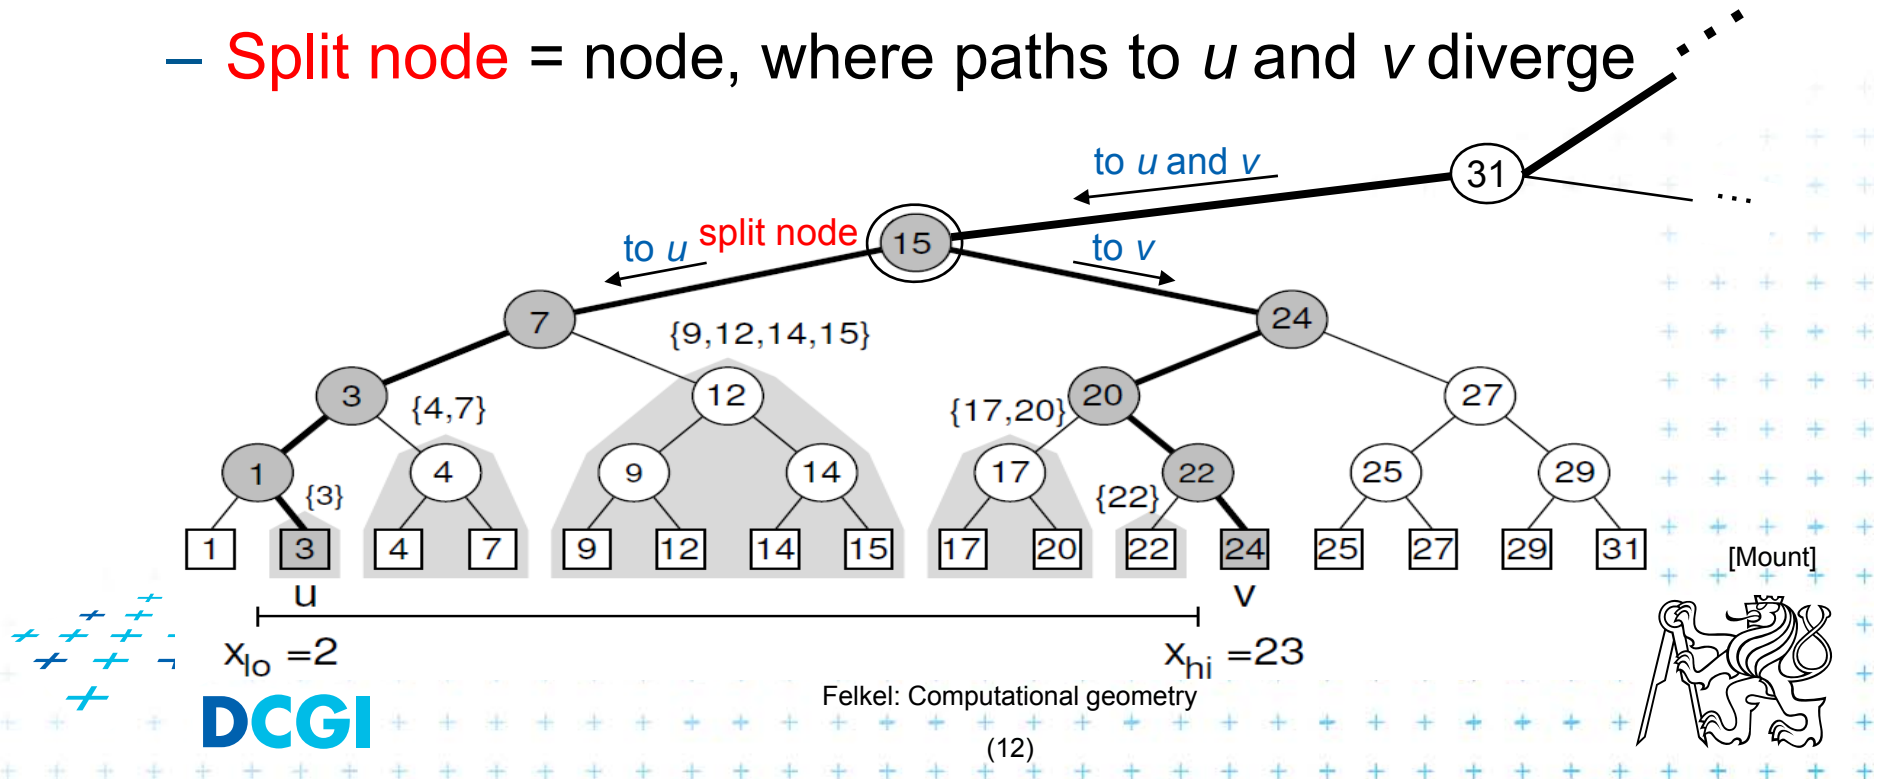 – Split node = node, where paths to u and v diverge
...
to u and v
31
...
to u split node 15 to v
7 {9,12,14,15} 24
3 {4,7} 12 {17,20} 20 27
1 {3} 4 9 14 17 {22} 22 25 29
1 3 4 7 9 12 14 15 17 20 22 24 25 27 29 31 [Mount]
u v
xlo =2 xhi =23
DCGI
Felkel: Computational geometry
(12)